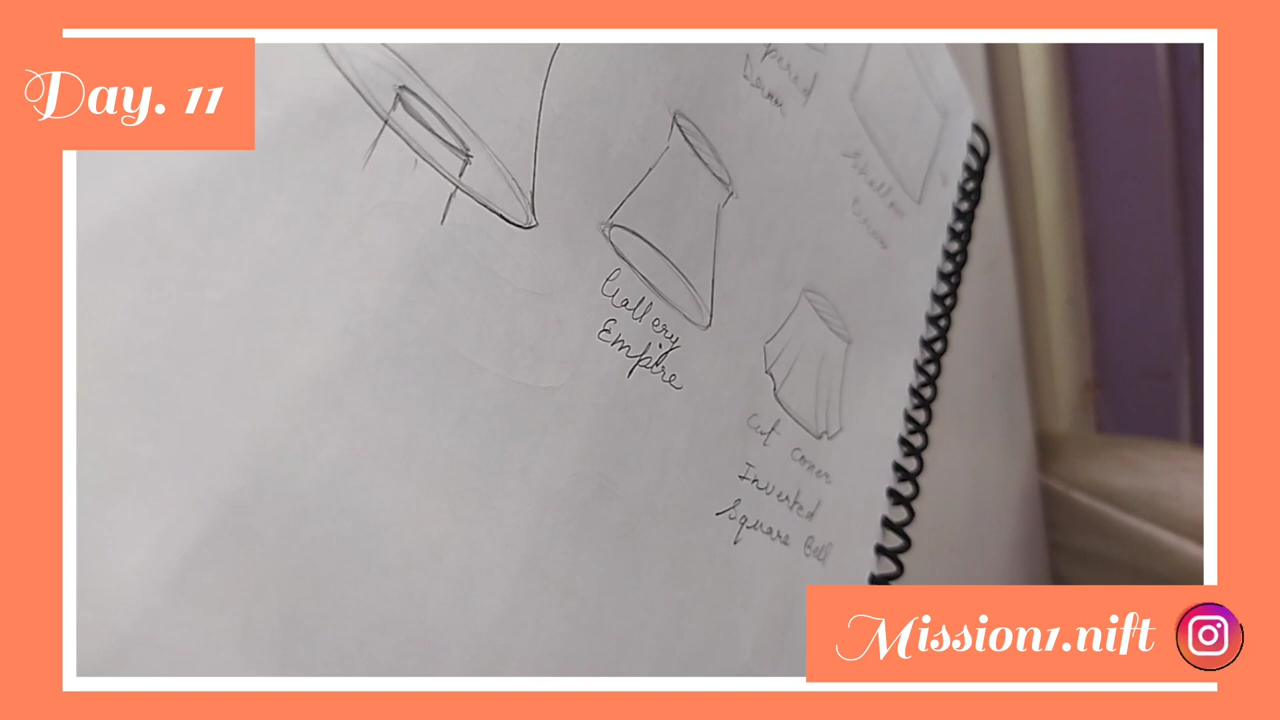 Day. 11
Gallery
Empire
Cut Corner
Inverted
Square Bell
Mission1.nift